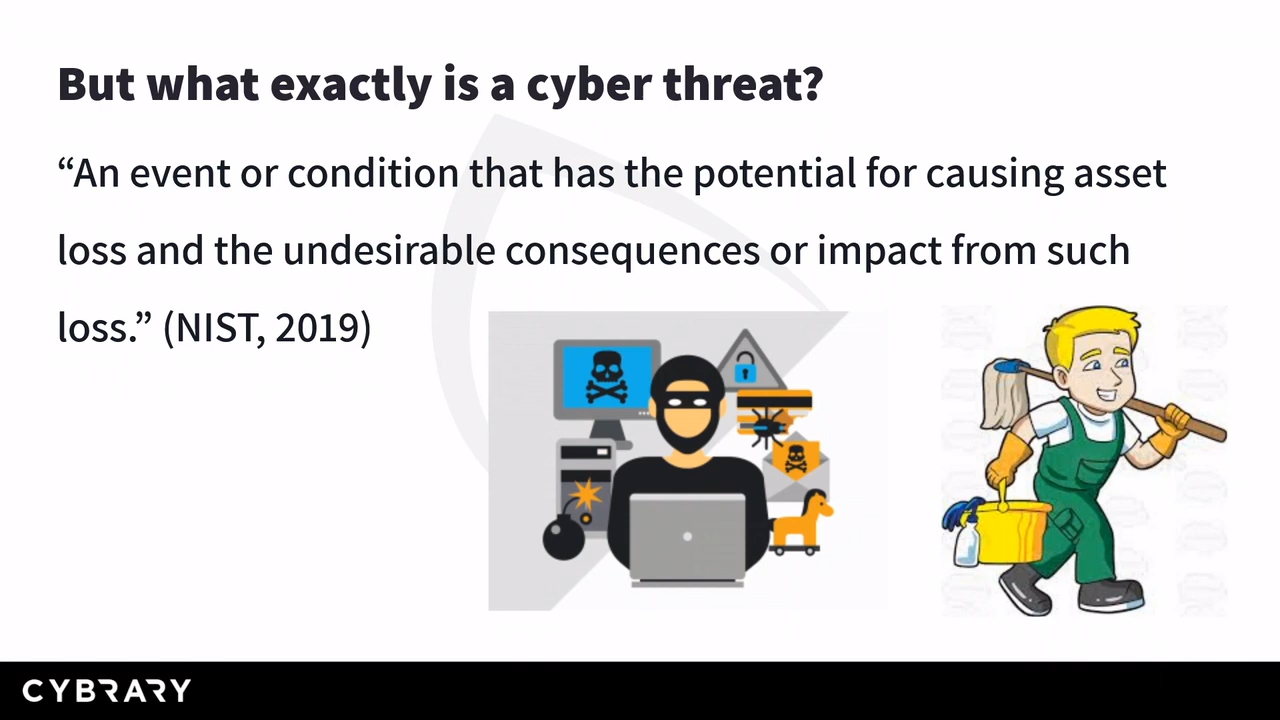 But what exactly is a cyber threat?
“An event or condition that has the potential for causing asset
loss and the undesirable consequences or impact from such
loss.” (NIST, 2019)
CYBRARY